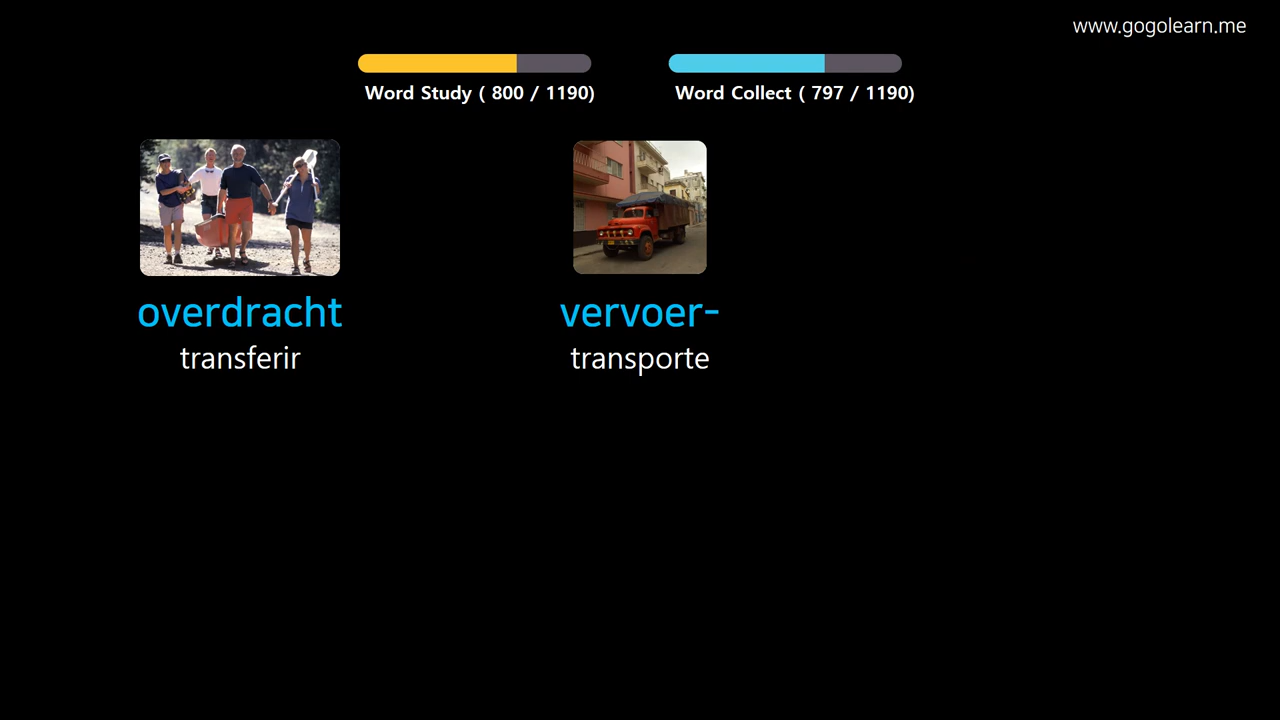 www.gogolearn.me
Word Study ( 800 / 1190)
Word Collect ( 797 / 1190)
overdracht
transferir
vervoer-
transporte